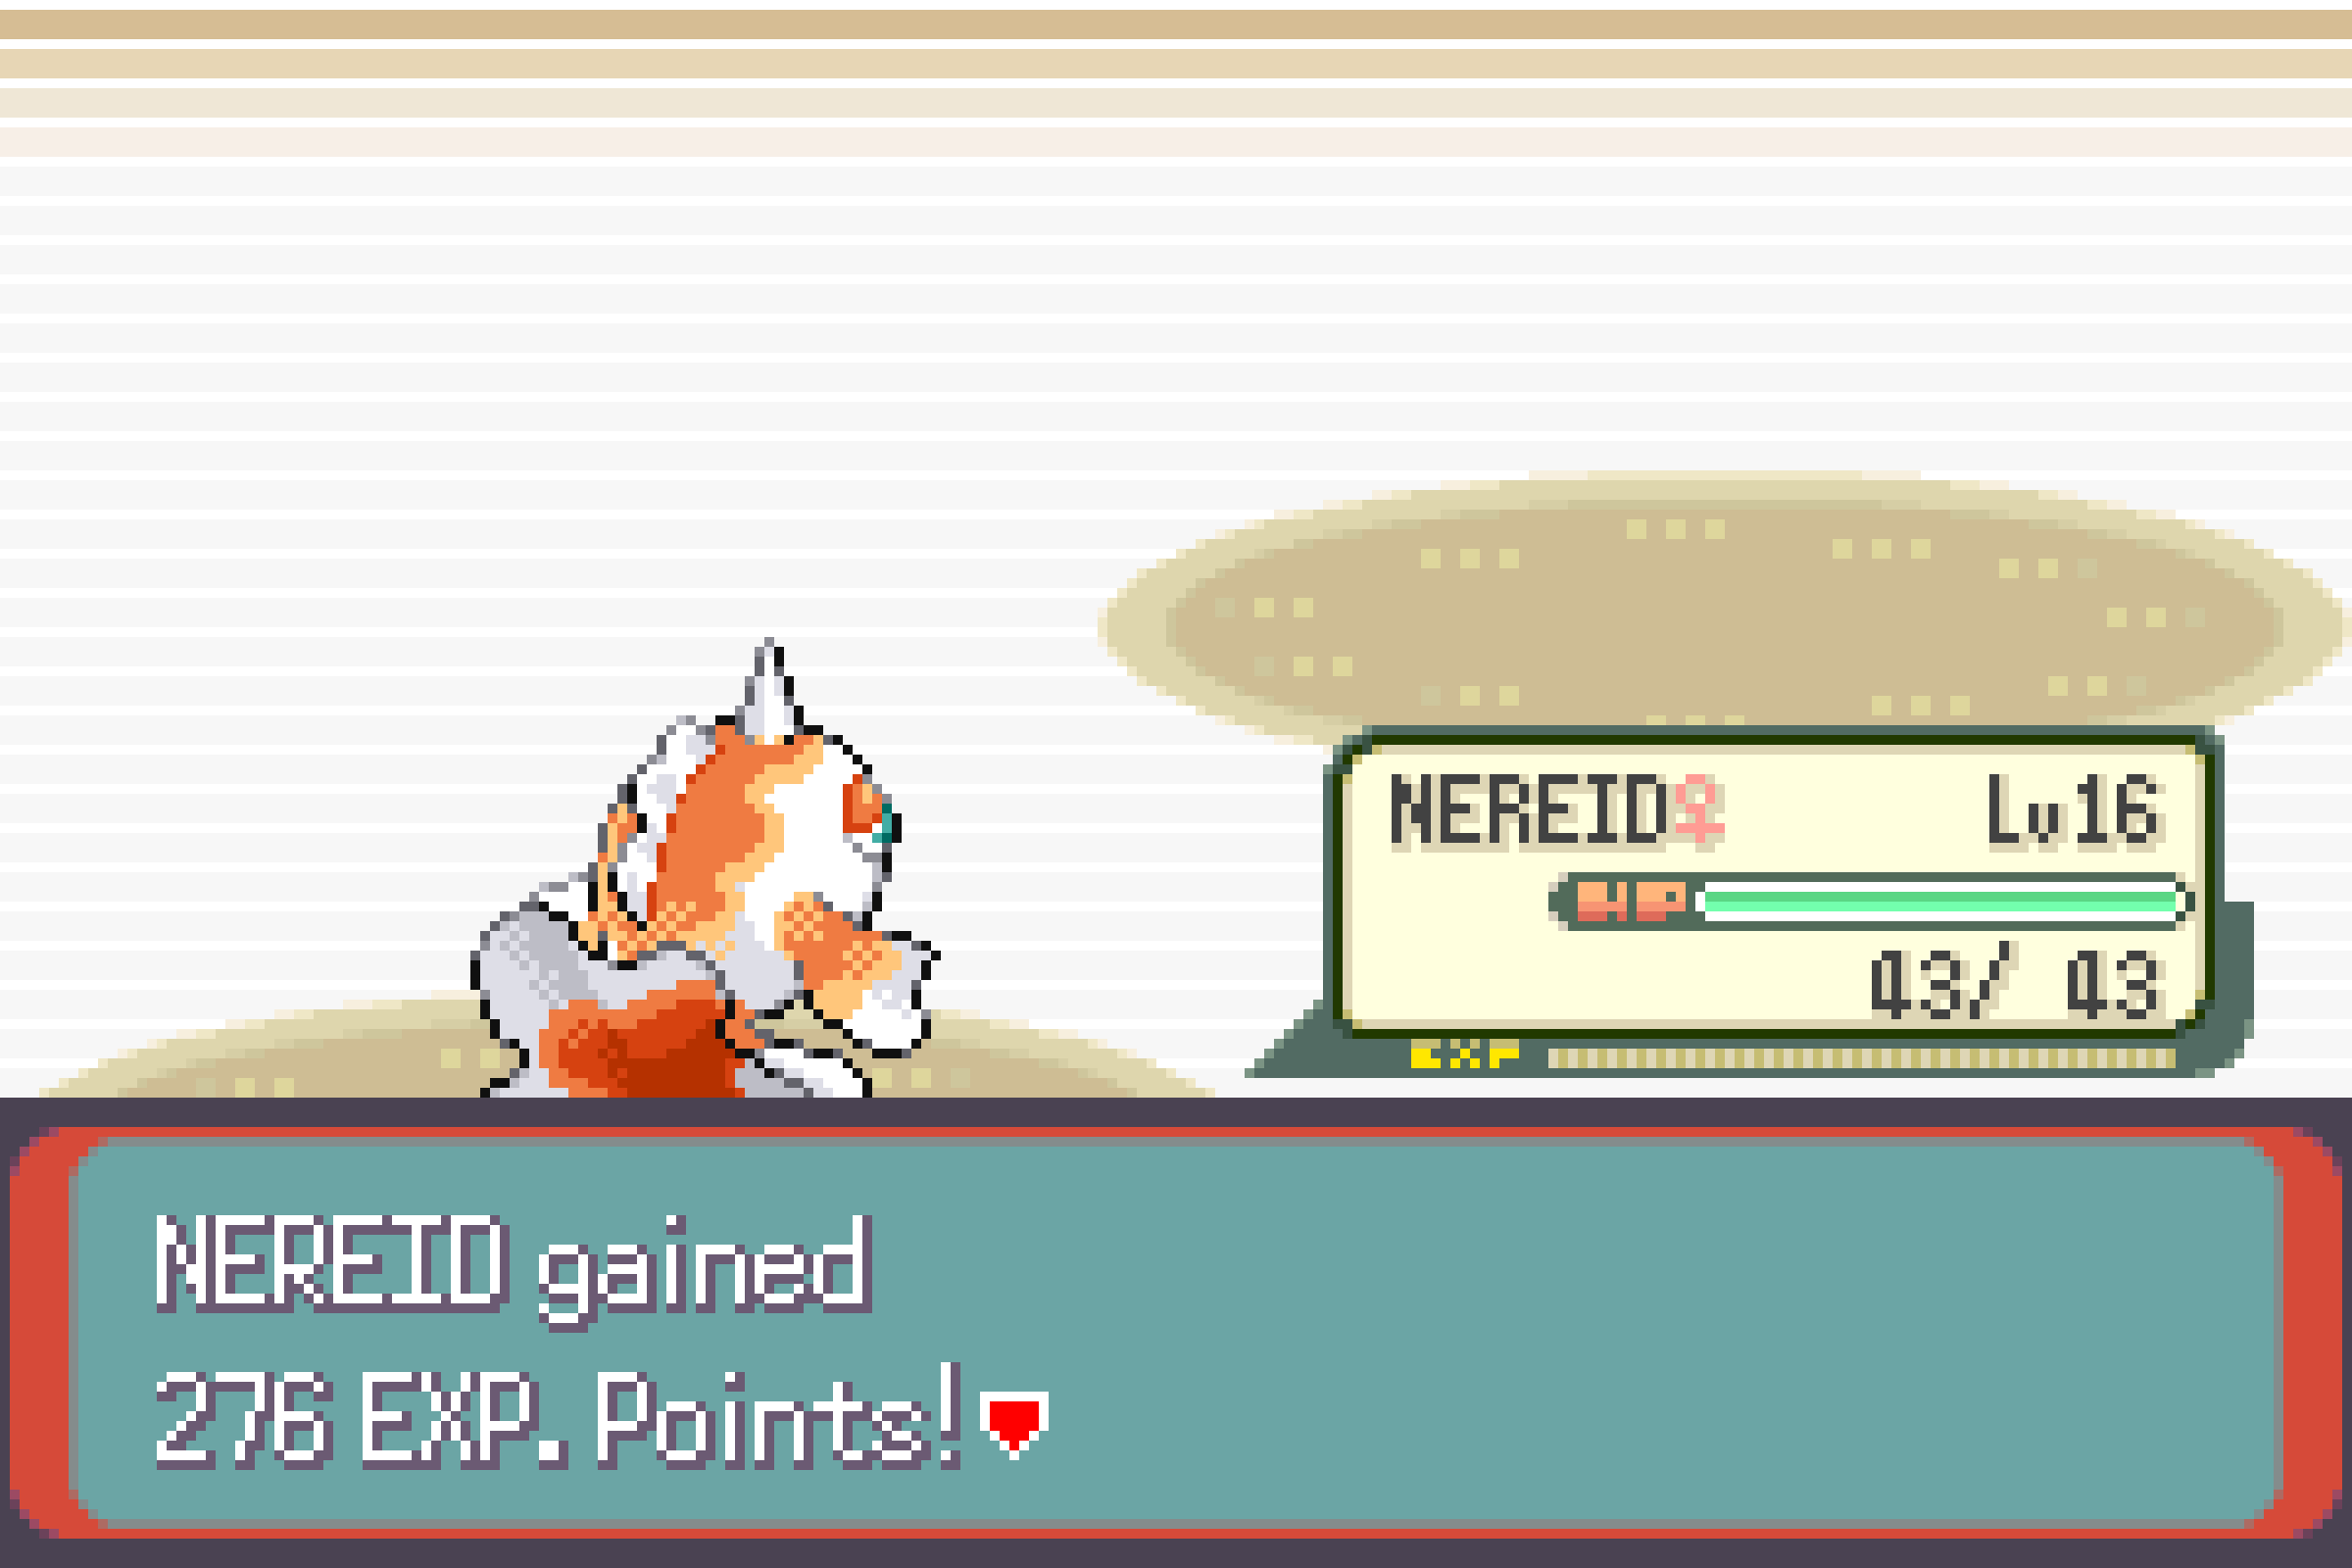 NEREID♀ Lv16
HP
43/ 43
EXP
NEREID gained
276 EXP. Points!